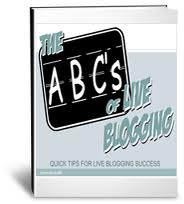 THE
ABC's
OF LIVE
BLOGGING
QUICK TIPS FOR LIVE BLOGGING SUCCESS